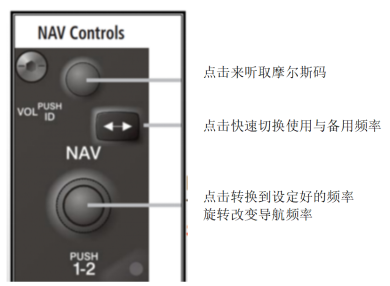 NAV Controls
点击来听取摩尔斯码
VOL PUSH ID
点击快速切换使用与备用频率
NAV
点击转换到设定好的频率
旋转改变导航频率
PUSH
1-2